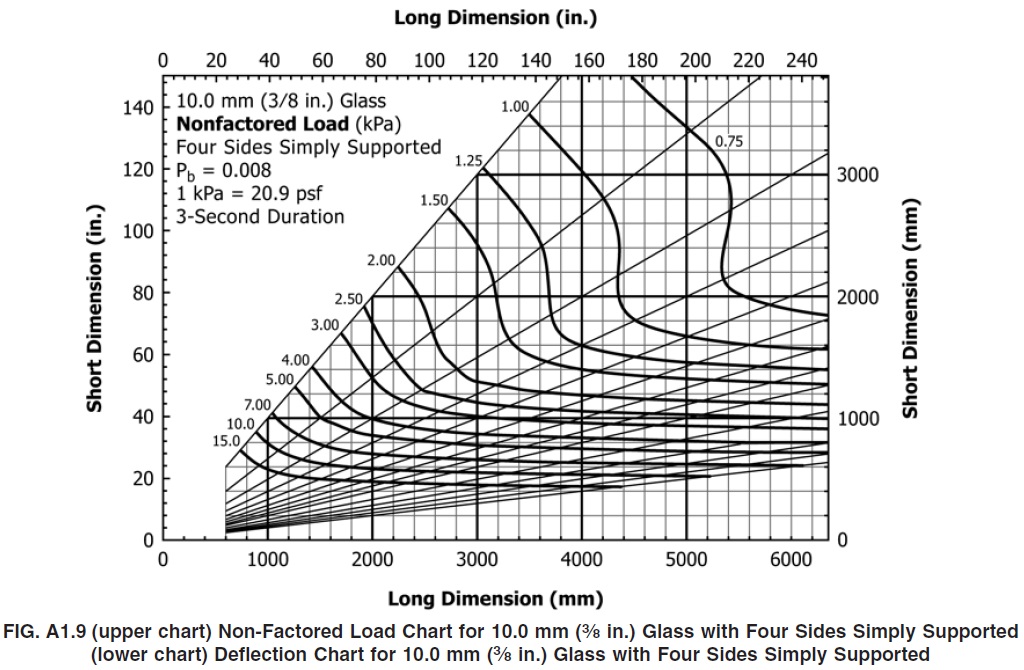 Long Dimension (in.)
0 20 40 60 80 100 120 140 160 180 200 220 240
10.0 mm (3/8 in.) Glass
Nonfactored Load (kPa)
Four Sides Simply Supported
Pb = 0.008
1 kPa = 20.9 psf
3-Second Duration
140
120
100
80
60
40
20
0
Short Dimension (in.)
1.00
0.75
1.25
1.50
2.00
2.50
3.00
4.00
5.00
7.00
10.0
15.0
3000
2000
1000
0
Short Dimension (mm)
0 1000 2000 3000 4000 5000 6000
Long Dimension (mm)
FIG. A1.9 (upper chart) Non-Factored Load Chart for 10.0 mm (⅜ in.) Glass with Four Sides Simply Supported
(lower chart) Deflection Chart for 10.0 mm (⅜ in.) Glass with Four Sides Simply Supported